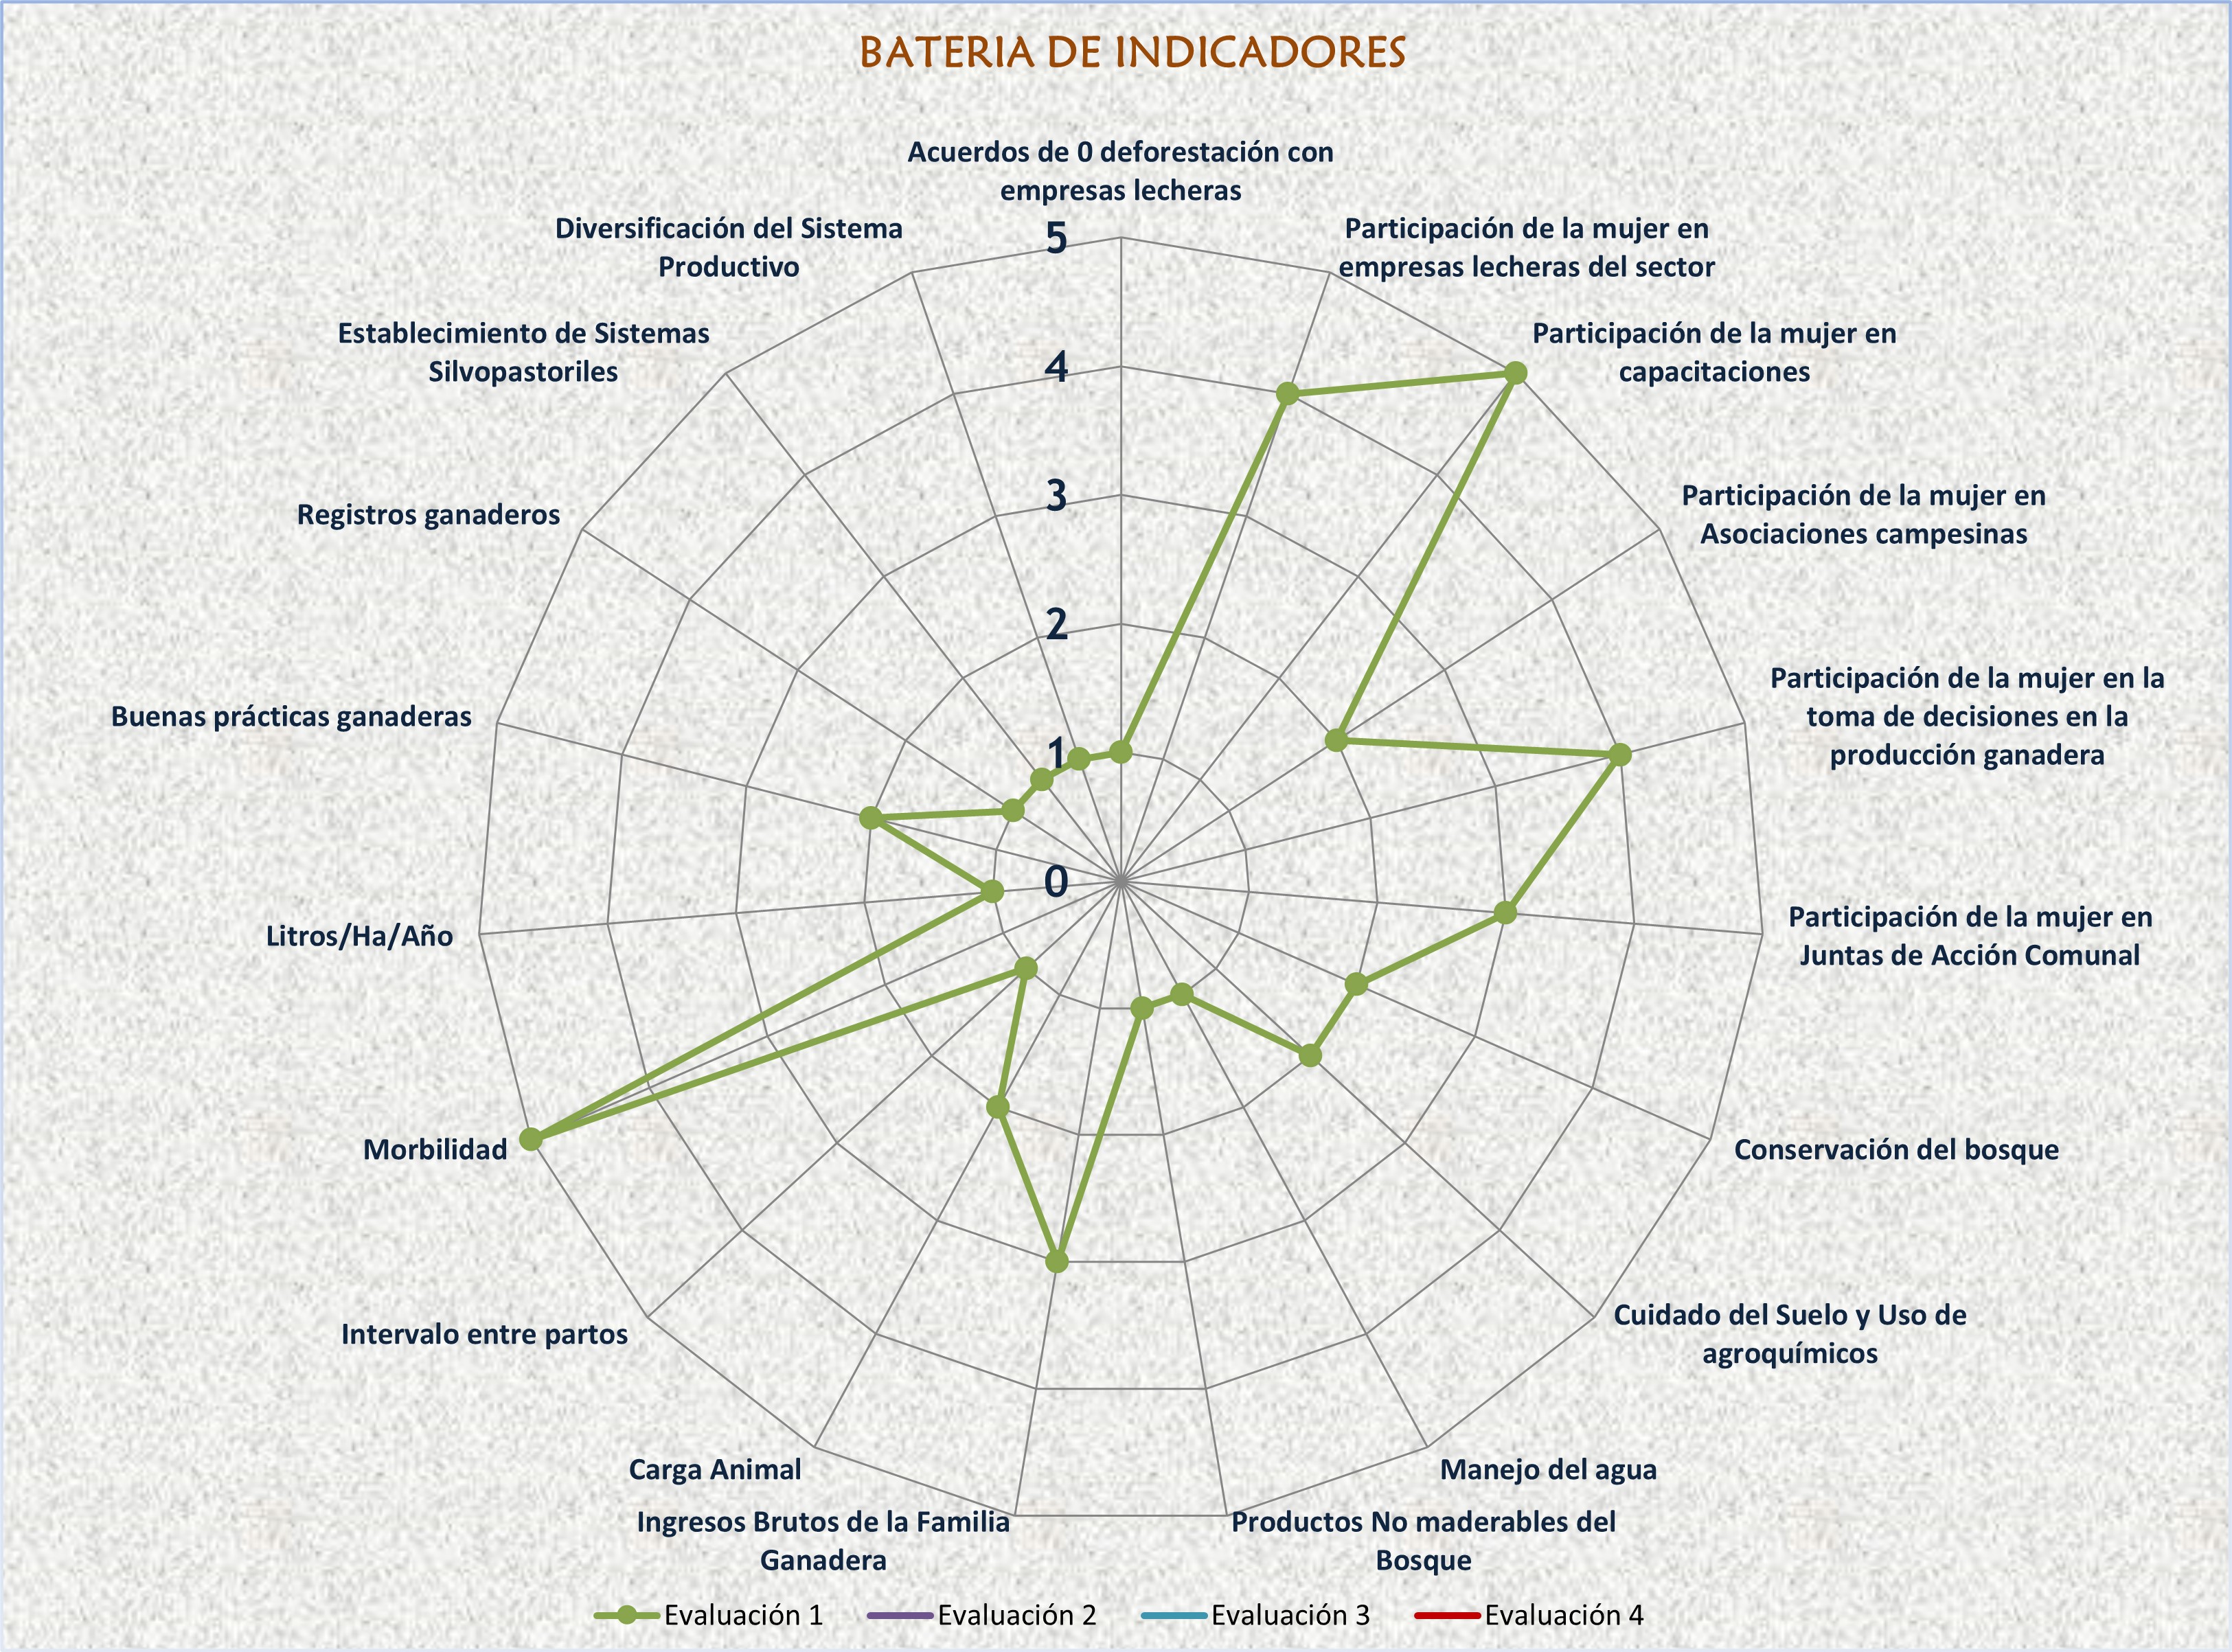 BATERIA DE INDICADORES
Acuerdos de 0 deforestación con
empresas lecheras
Participación de la mujer en
empresas lecheras del sector
Participación de la mujer en
capacitaciones
Participación de la mujer en
Asociaciones campesinas
Participación de la mujer en la
toma de decisiones en la
producción ganadera
Participación de la mujer en
Juntas de Acción Comunal
Conservación del bosque
Cuidado del Suelo y Uso de
agroquímicos
Manejo del agua
Productos No maderables del
Bosque
Ingresos Brutos de la Familia
Ganadera
Carga Animal
Intervalo entre partos
Morbilidad
Litros/Ha/Año
Buenas prácticas ganaderas
Registros ganaderos
Establecimiento de Sistemas
Silvopastoriles
Diversificación del Sistema
Productivo
5
4
3
2
1
0
Evaluación 1
Evaluación 2
Evaluación 3
Evaluación 4